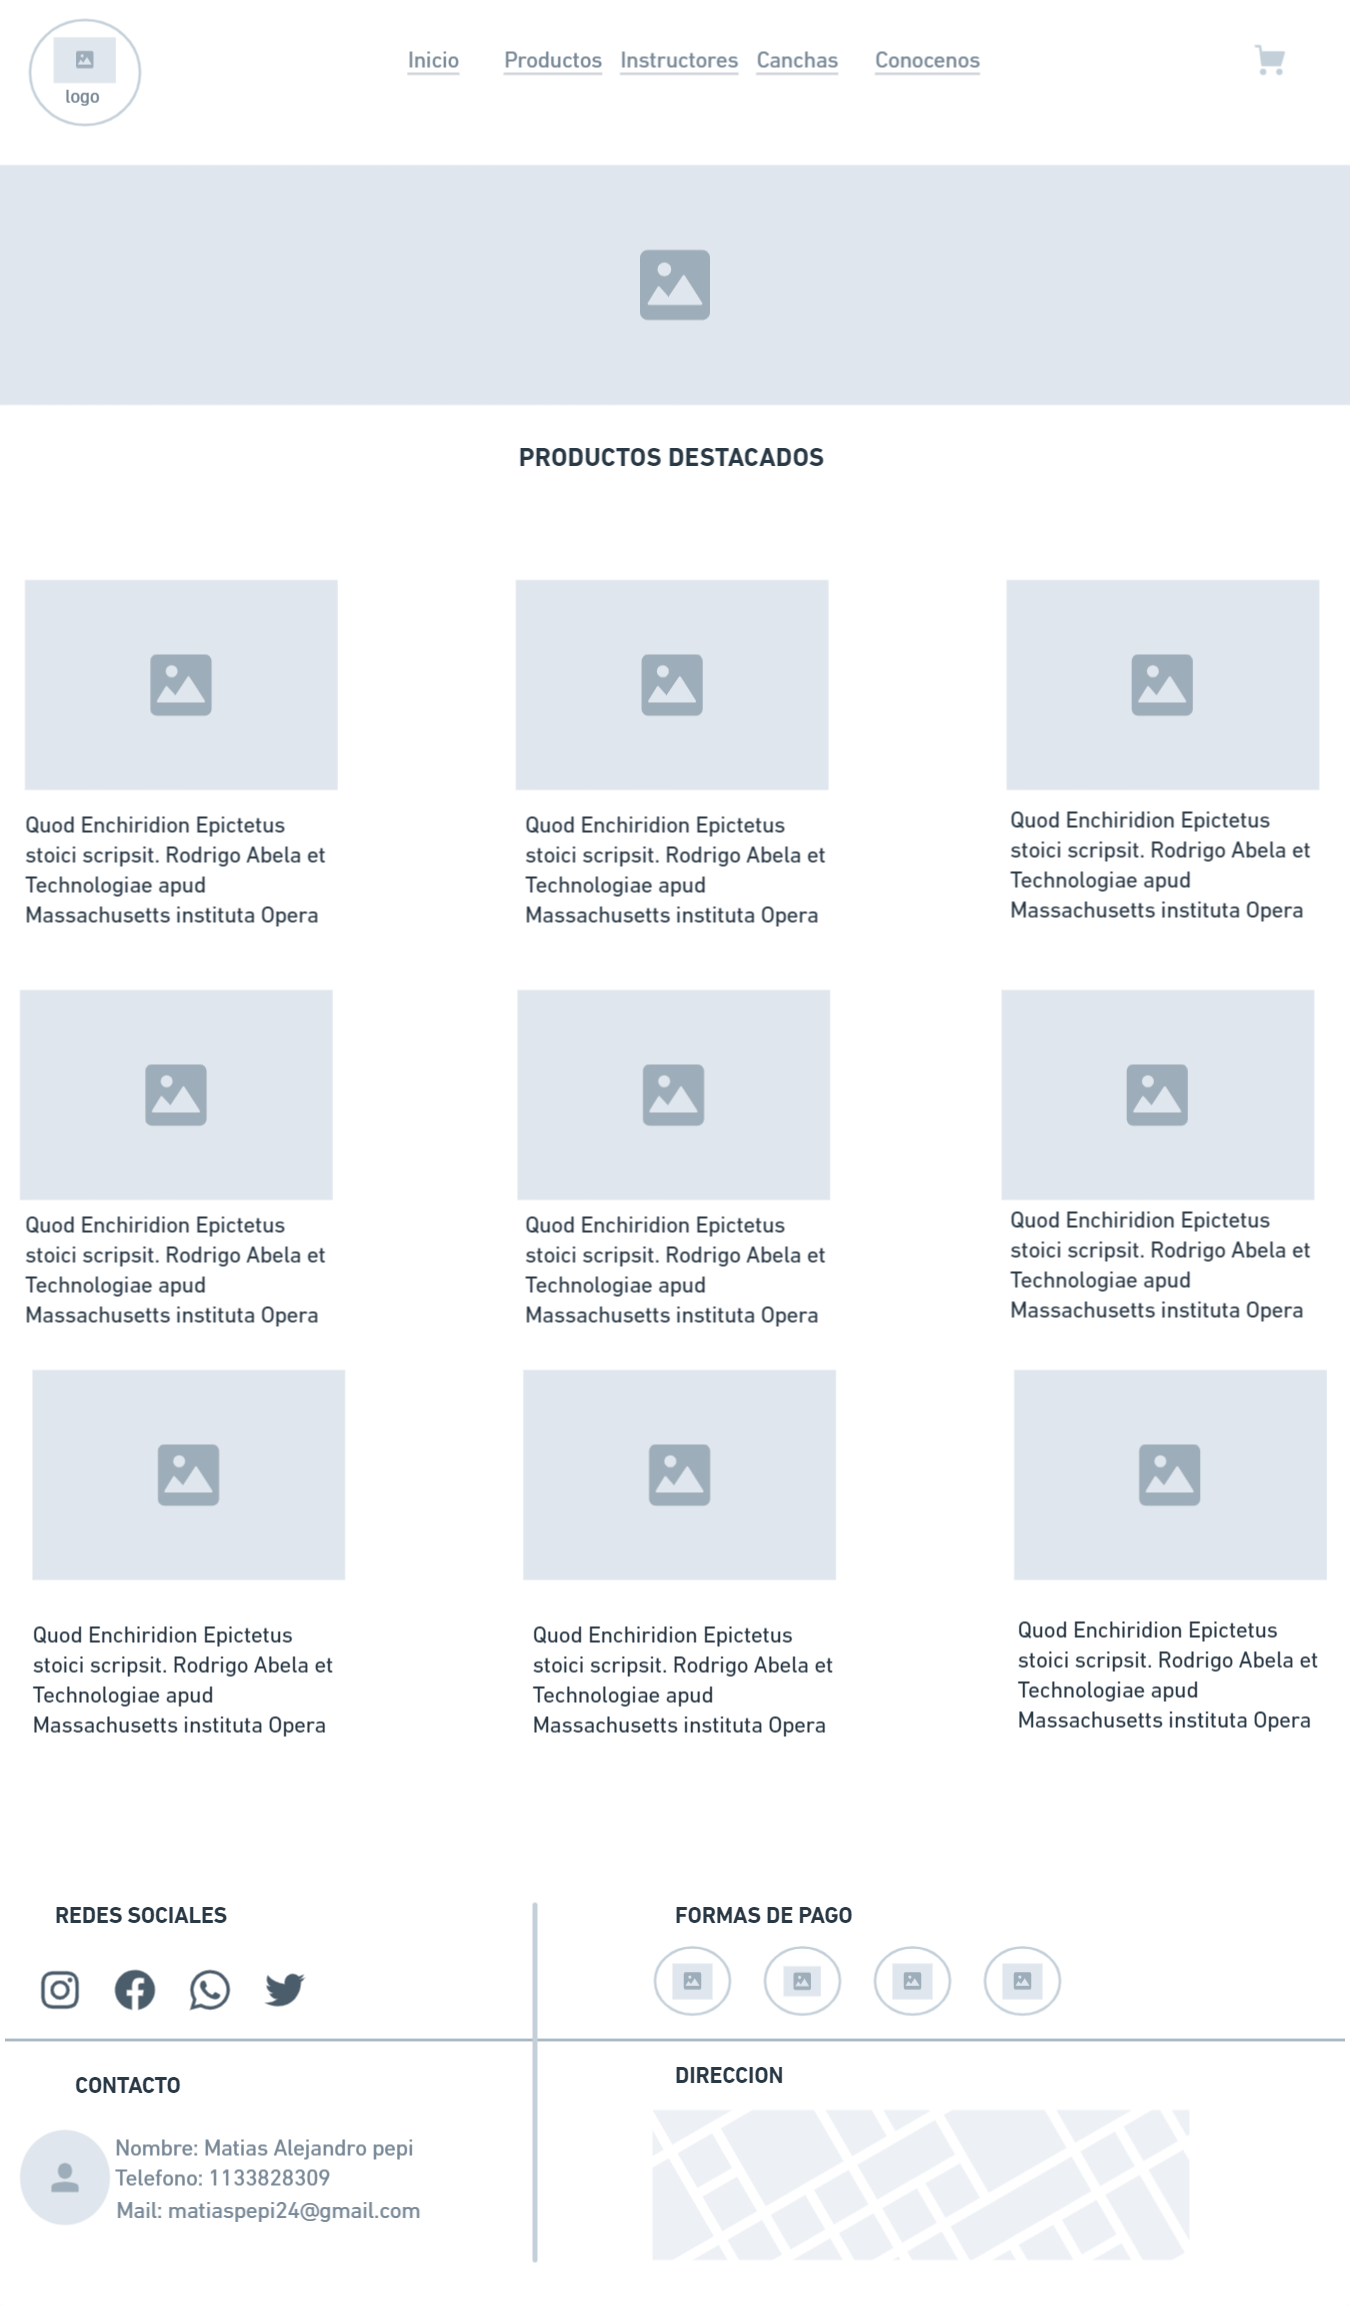 logo
Inicio Productos Instructores Canchas Conocenos
PRODUCTOS DESTACADOS
Quod Enchiridion Epictetus
stoici scripsit. Rodrigo Abela et
Technologiae apud
Massachusetts instituta Opera
Quod Enchiridion Epictetus
stoici scripsit. Rodrigo Abela et
Technologiae apud
Massachusetts instituta Opera
Quod Enchiridion Epictetus
stoici scripsit. Rodrigo Abela et
Technologiae apud
Massachusetts instituta Opera
Quod Enchiridion Epictetus
stoici scripsit. Rodrigo Abela et
Technologiae apud
Massachusetts instituta Opera
Quod Enchiridion Epictetus
stoici scripsit. Rodrigo Abela et
Technologiae apud
Massachusetts instituta Opera
Quod Enchiridion Epictetus
stoici scripsit. Rodrigo Abela et
Technologiae apud
Massachusetts instituta Opera
Quod Enchiridion Epictetus
stoici scripsit. Rodrigo Abela et
Technologiae apud
Massachusetts instituta Opera
Quod Enchiridion Epictetus
stoici scripsit. Rodrigo Abela et
Technologiae apud
Massachusetts instituta Opera
Quod Enchiridion Epictetus
stoici scripsit. Rodrigo Abela et
Technologiae apud
Massachusetts instituta Opera
REDES SOCIALES
FORMAS DE PAGO
CONTACTO
Nombre: Matias Alejandro pepi
Telefono: 1133828309
Mail: matiaspepi24@gmail.com
DIRECCION